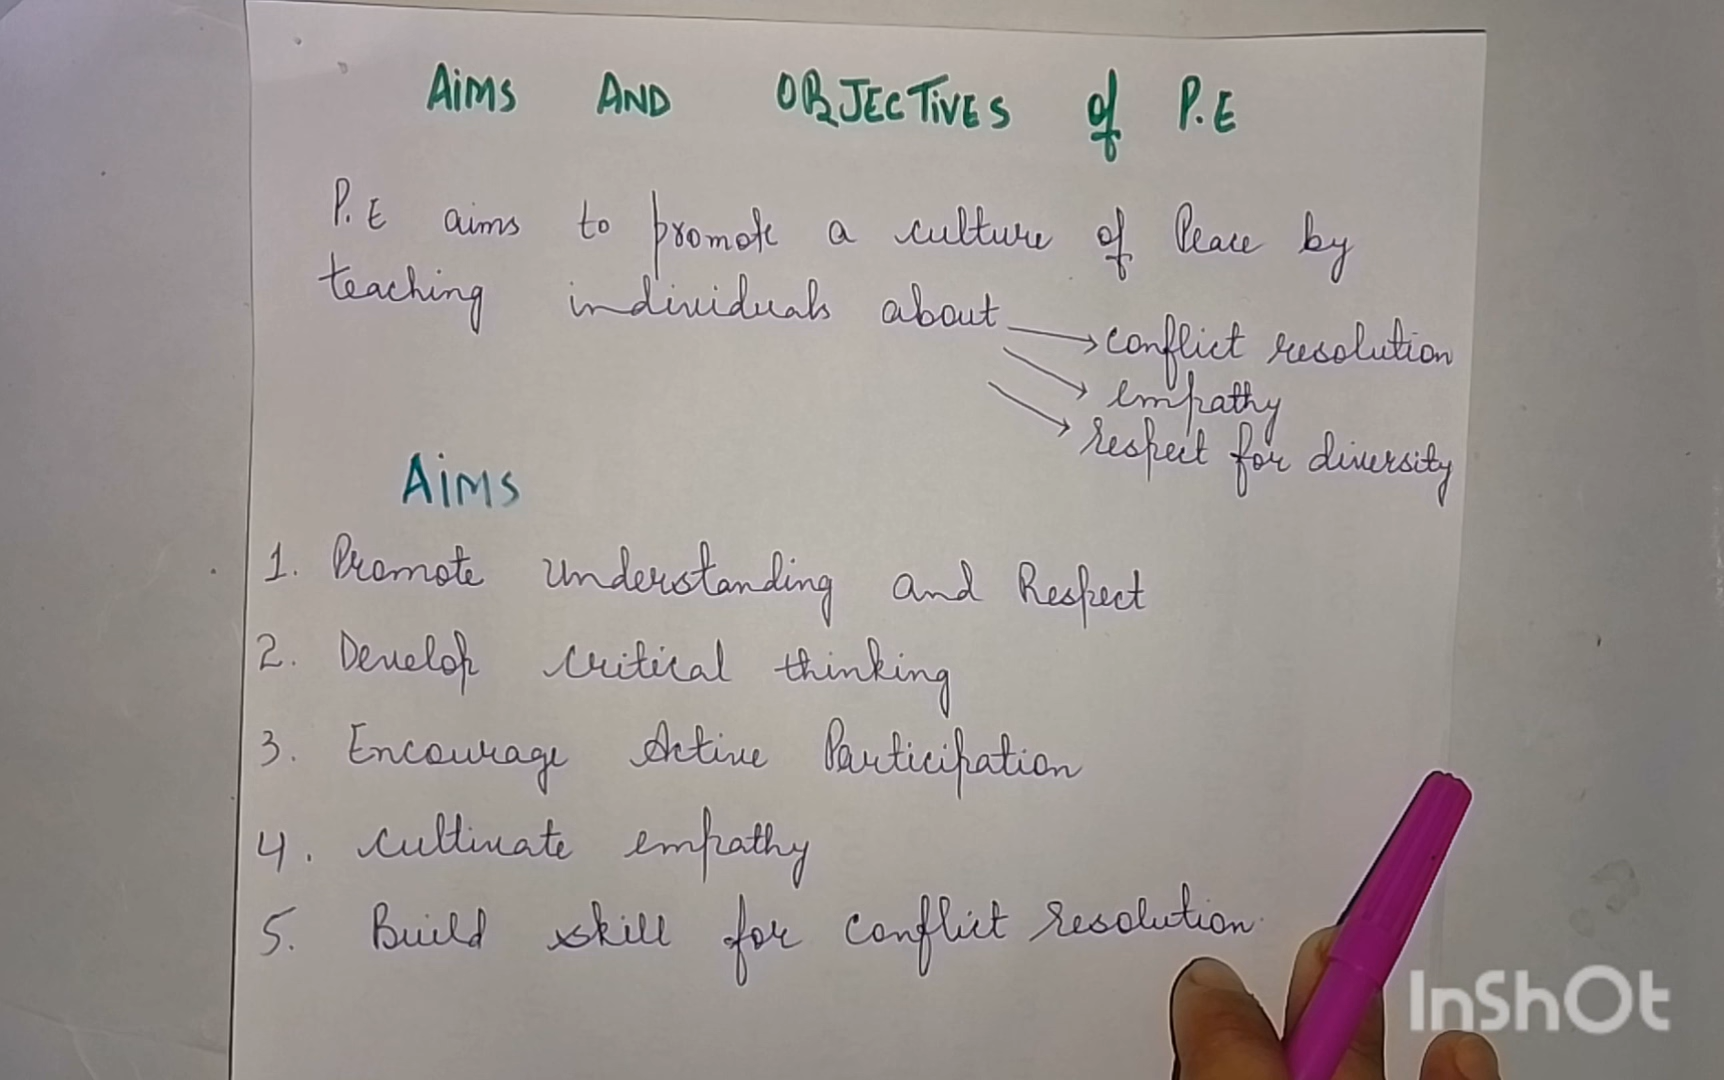 AiMS AND OBJECTiVES of P.E
P.E aims to promote a culture of Peace by
teaching individuals about
conflict resolution
empathy
respect for diversity
AiMS
1. Promote understanding and Respect
2. Develop critical thinking
3. Encourage Active Participation
4. cultivate empathy
5. Build skill for conflict resolution
InShOt